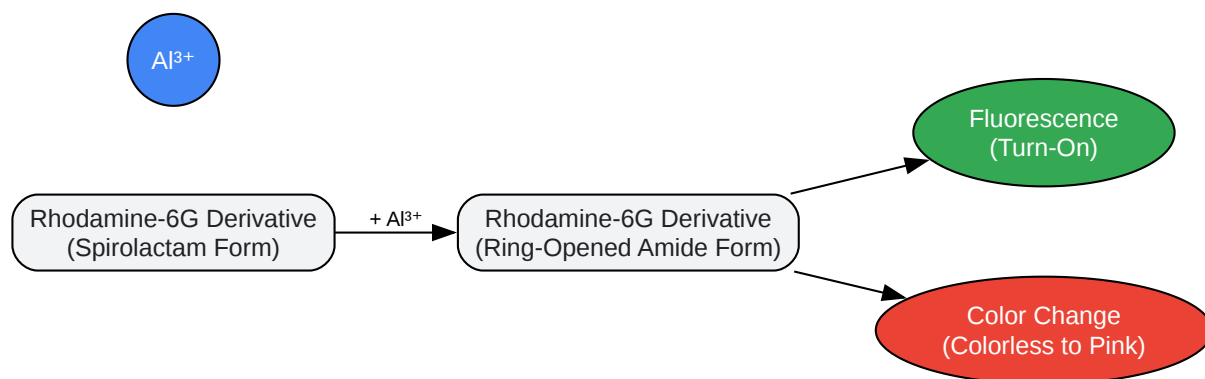 Al³⁺
Fluorescence
(Turn-On)
Rhodamine-6G Derivative
(Spirolactam Form)
+ Al³⁺
Rhodamine-6G Derivative
(Ring-Opened Amide Form)
Color Change
(Colorless to Pink)